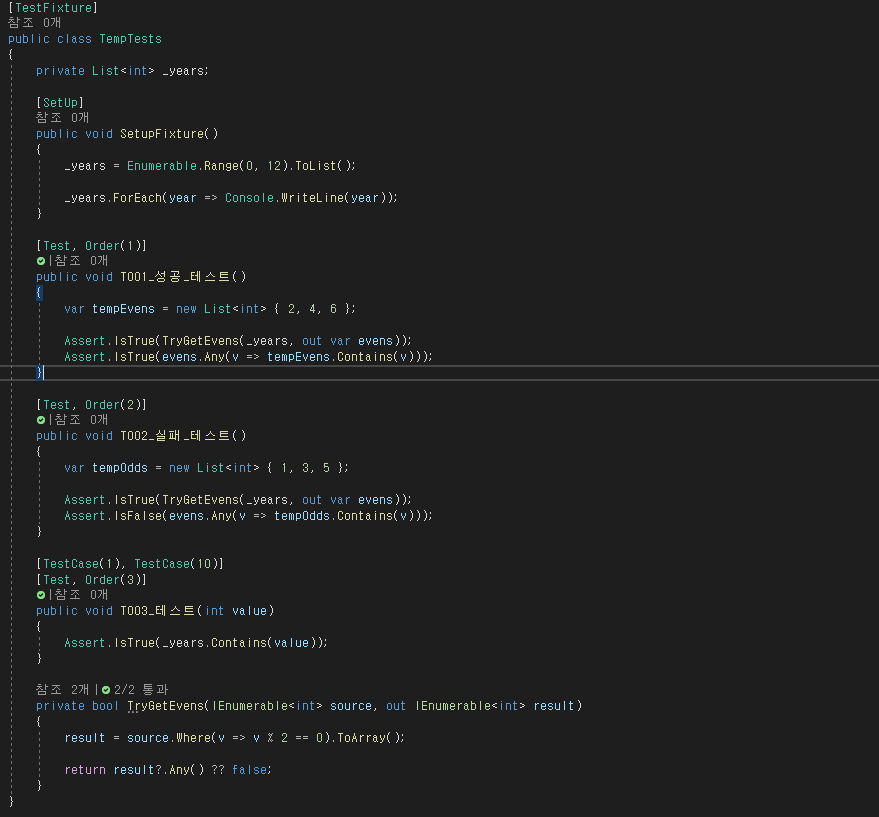 [TestFixture]
참조 0개
public class TempTests
{
private List<int> _years;
[SetUp]
참조 0개
public void SetupFixture()
{
_years = Enumerable.Range(0, 12).ToList();
_years.ForEach(year => Console.WriteLine(year));
}
[Test, Order(1)]
|참조 0개
public void T001_성공_테스트()
{
var tempEvens = new List<int> { 2, 4, 6 };
Assert.IsTrue(TryGetEvens(_years, out var evens));
Assert.IsTrue(evens.Any(v => tempEvens.Contains(v)));
}
[Test, Order(2)]
|참조 0개
public void T002_실패_테스트()
{
var tempOdds = new List<int> { 1, 3, 5 };
Assert.IsTrue(TryGetEvens(_years, out var evens));
Assert.IsFalse(evens.Any(v => tempOdds.Contains(v)));
}
[TestCase(1), TestCase(10)]
[Test, Order(3)]
|참조 0개
public void T003_테스트(int value)
{
Assert.IsTrue(_years.Contains(value));
}
참조 2개 | 2/2 통과
private bool TryGetEvens(IEnumerable<int> source, out IEnumerable<int> result)
{
result = source.Where(v => v % 2 == 0).ToArray();
return result?.Any() ?? false;
}
}